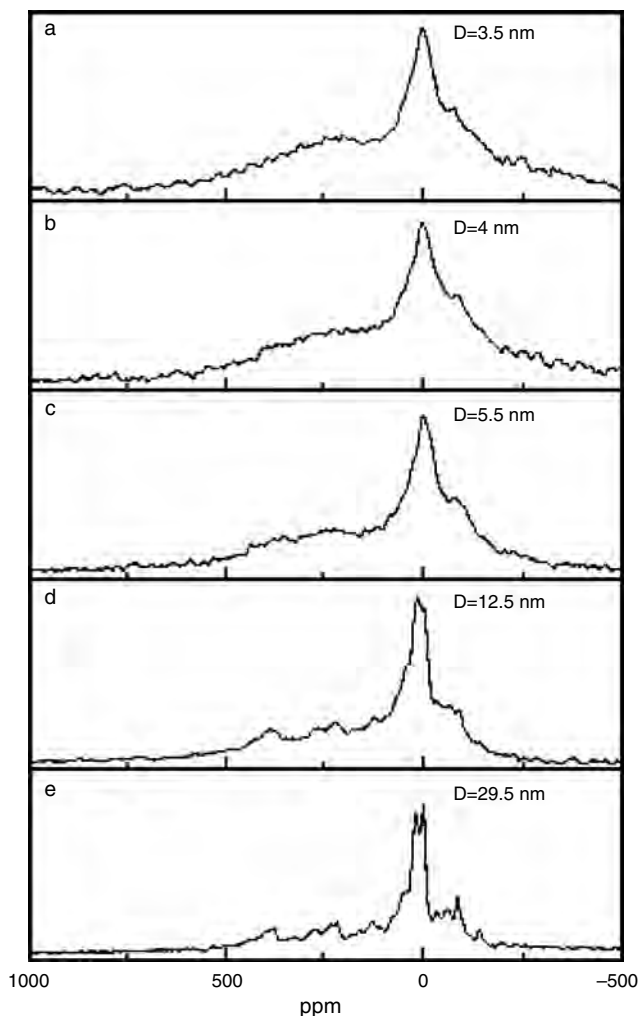 a
D=3.5 nm
b
D=4 nm
c
D=5.5 nm
d
D=12.5 nm
e
D=29.5 nm
1000 500 0 −500
ppm